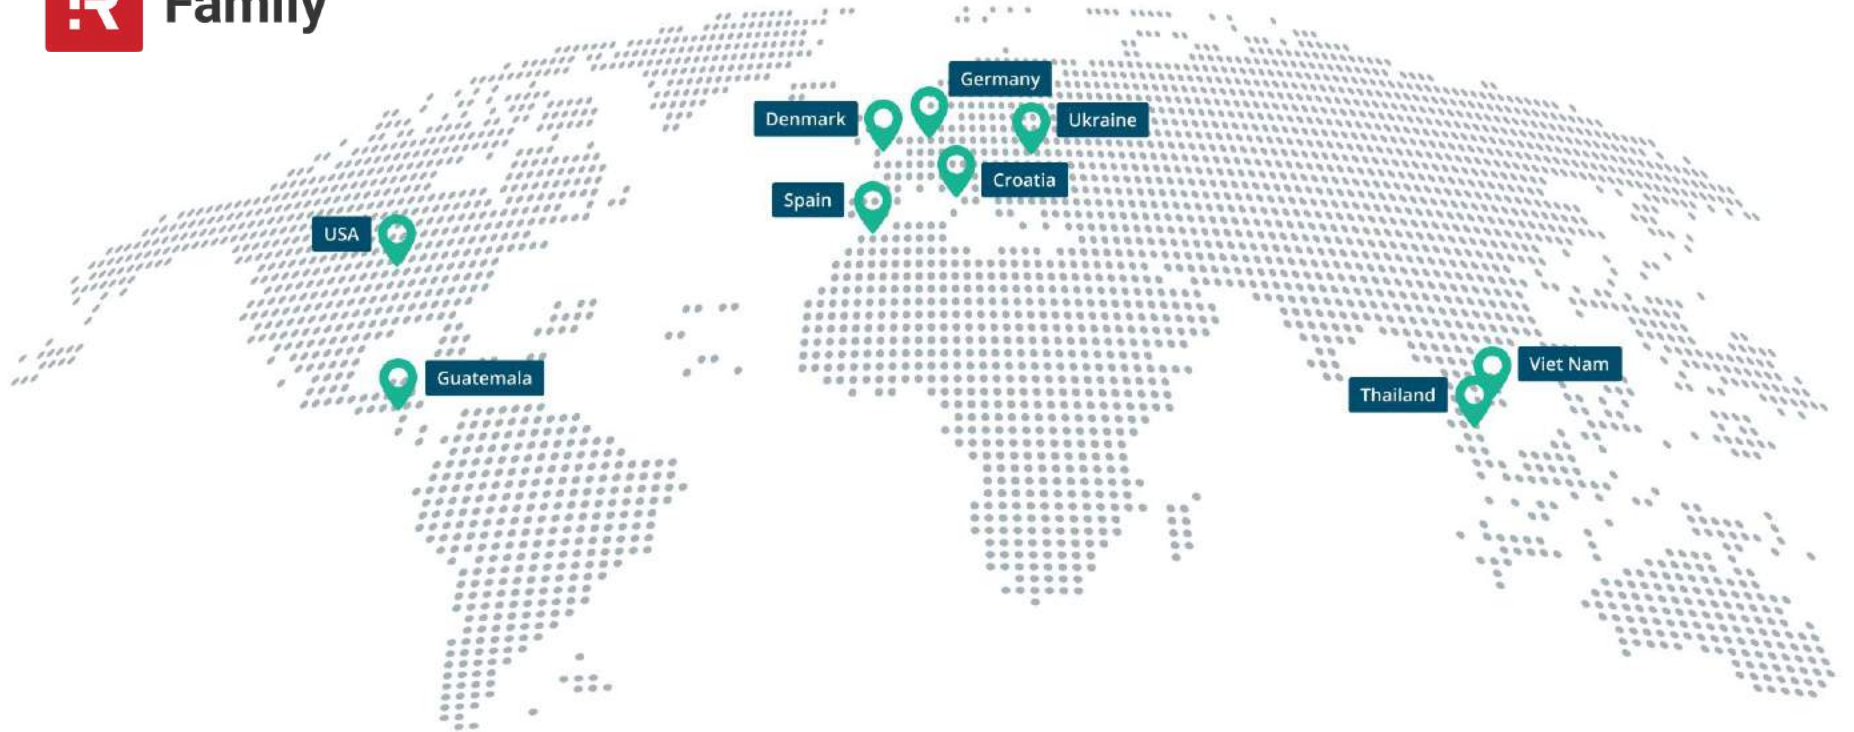 R Family
Germany
Denmark
Ukraine
Croatia
Spain
USA
Viet Nam
Guatemala
Thailand